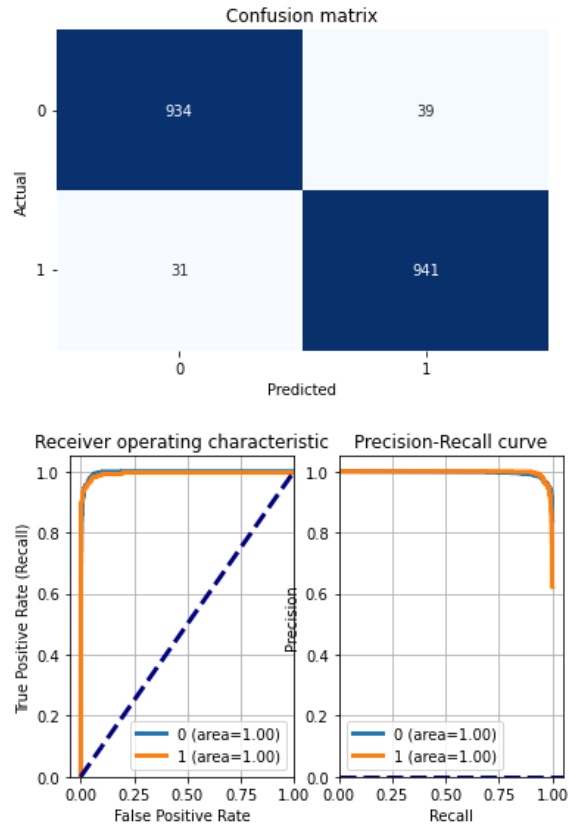 Confusion matrix
0
934
39
Actual
1
31
941
0
1
Predicted
Receiver operating characteristic
1.0
0.8
0.6
0.4
0.2
0.0
True Positive Rate (Recall)
0 (area=1.00)
1 (area=1.00)
0.00 0.25 0.50 0.75 1.00
False Positive Rate
Precision-Recall curve
1.0
0.8
0.6
0.4
0.2
0.0
Precision
0 (area=1.00)
1 (area=1.00)
0.00 0.25 0.50 0.75 1.00
Recall